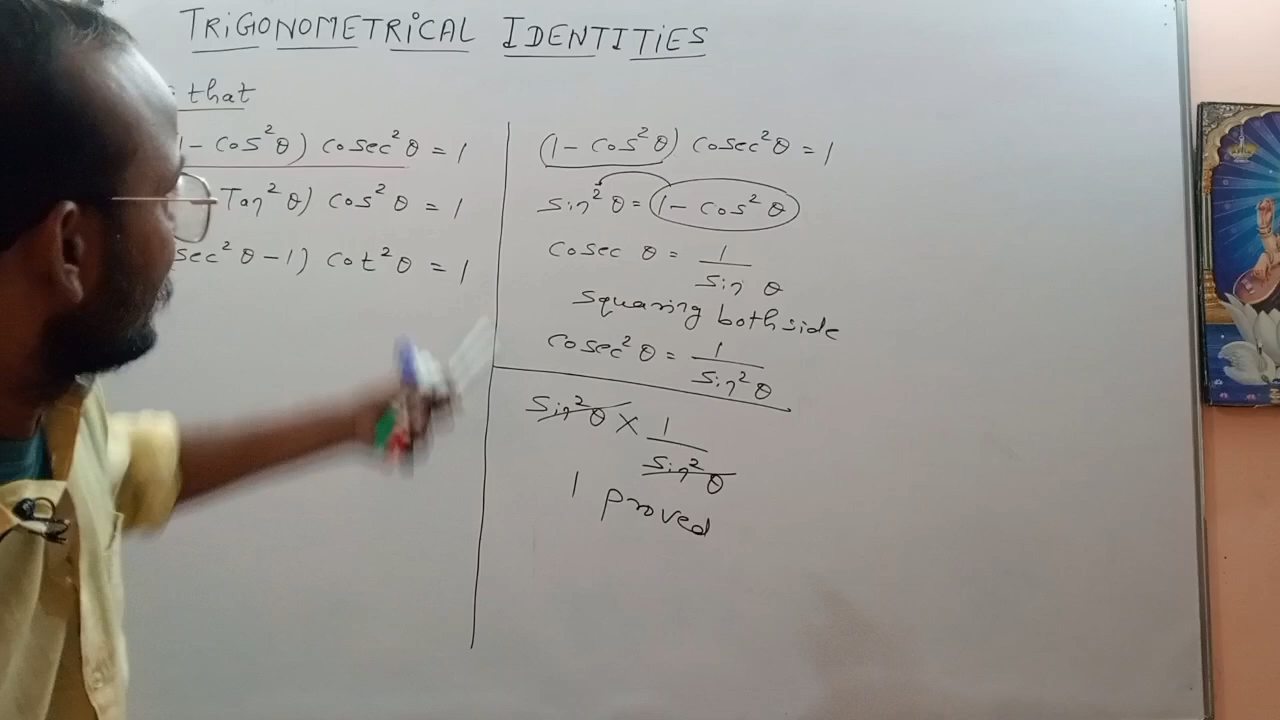 TRIGONOMETRICAL IDENTITIES
that
1 - cos²θ) cosec²θ = 1
Tan²θ) cos²θ = 1
sec²θ - 1) cot²θ = 1
(1 - cos²θ) cosec²θ = 1
sin²θ = (1 - cos²θ)
cosec θ = 1/sin θ
squaring both side
cosec²θ = 1/sin²θ
sin²θ × 1/sin²θ
1 proved